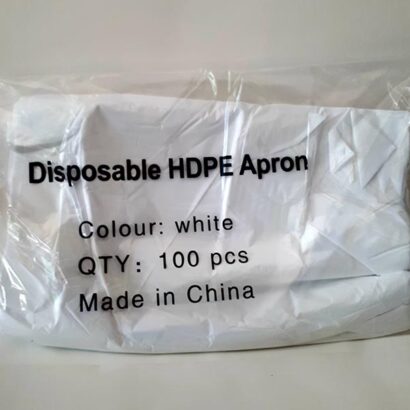 Disposable HDPE Apron
Colour: white
QTY: 100 pcs
Made in China